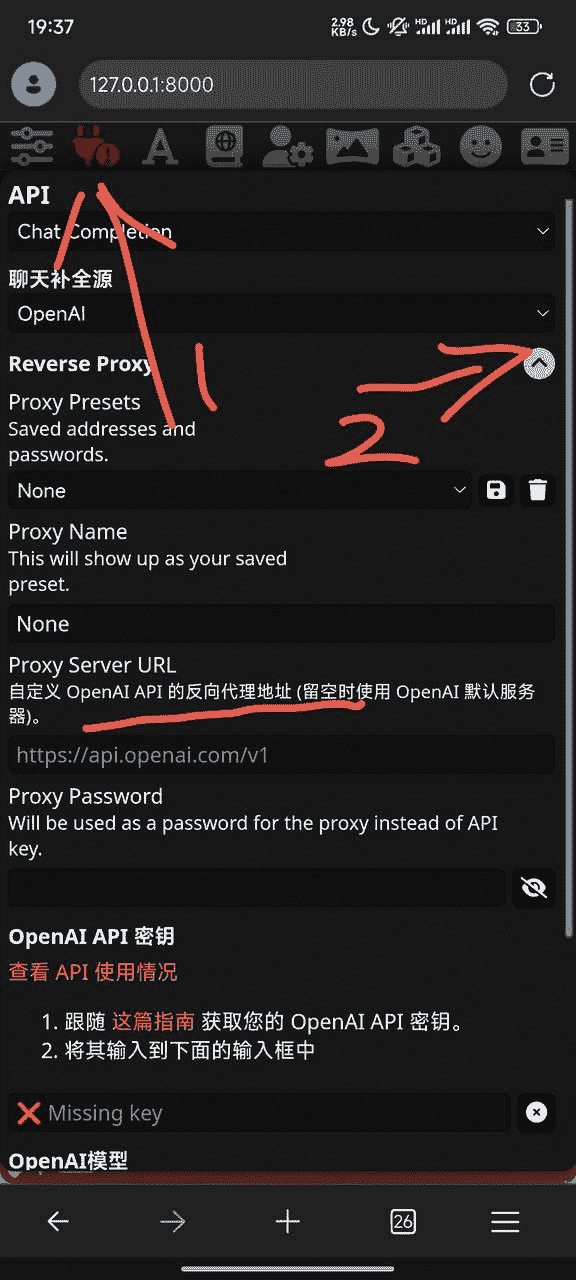 19:37
2.98 KB/s
HD
HD
33
127.0.0.1:8000
API
Chat Completion
聊天补全源
OpenAI
Reverse Proxy
1
2
Proxy Presets
Saved addresses and
passwords.
None
Proxy Name
This will show up as your saved
preset.
None
Proxy Server URL
自定义 OpenAI API 的反向代理地址 (留空时使用 OpenAI 默认服务
器)。
https://api.openai.com/v1
Proxy Password
Will be used as a password for the proxy instead of API
key.
OpenAI API 密钥
查看 API 使用情况
1. 跟随 这篇指南 获取您的 OpenAI API 密钥。
2. 将其输入到下面的输入框中
❌ Missing key
OpenAI模型
26